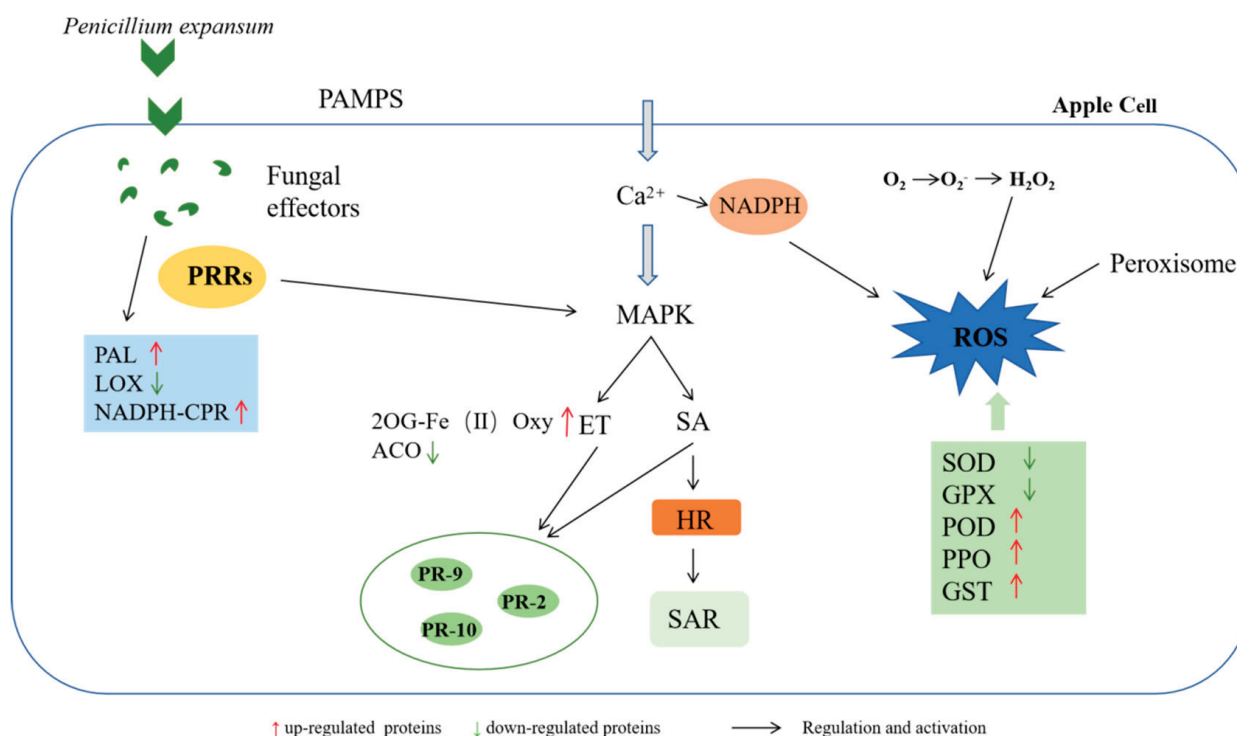 Penicillium expansum
PAMPS
Apple Cell
Fungal
effectors
Ca²⁺
NADPH
O₂ → O₂⁻ → H₂O₂
PRRs
Peroxisome
MAPK
ROS
PAL ↑
LOX ↓
NADPH-CPR ↑
2OG-Fe (II) Oxy ↑
ACO ↓
ET
SA
SOD ↓
GPX ↓
POD ↑
PPO ↑
GST ↑
HR
PR-9
PR-2
PR-10
SAR
↑ up-regulated proteins ↓ down-regulated proteins → Regulation and activation